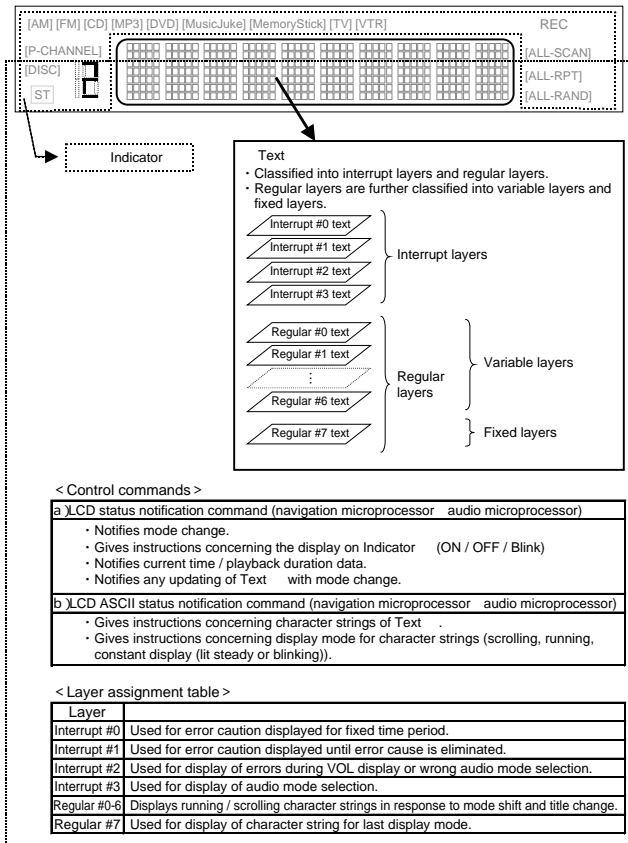 [AM] [FM] [CD] [MP3] [DVD] [MusicJuke] [MemoryStick] [TV] [VTR] REC
[P-CHANNEL] [ALL-SCAN]
[DISC] 2 [ALL-RPT]
ST [ALL-RAND]
Indicator
Text
・Classified into interrupt layers and regular layers.
・Regular layers are further classified into variable layers and
fixed layers.
Interrupt #0 text
Interrupt #1 text
Interrupt #2 text
Interrupt #3 text
Interrupt layers
Regular #0 text
Regular #1 text
⋮
Regular #6 text
Regular #7 text
Regular
layers
Variable layers
Fixed layers
＜Control commands＞
a )LCD status notification command (navigation microprocessor audio microprocessor)
・Notifies mode change.
・Gives instructions concerning the display on Indicator (ON / OFF / Blink)
・Notifies current time / playback duration data.
・Notifies any updating of Text with mode change.
b )LCD ASCII status notification command (navigation microprocessor audio microprocessor)
・Gives instructions concerning character strings of Text .
・Gives instructions concerning display mode for character strings (scrolling, running,
constant display (lit steady or blinking)).
＜Layer assignment table＞
Layer
Interrupt #0 Used for error caution displayed for fixed time period.
Interrupt #1 Used for error caution displayed until error cause is eliminated.
Interrupt #2 Used for display of errors during VOL display or wrong audio mode selection.
Interrupt #3 Used for display of audio mode selection.
Regular #0-6 Displays running / scrolling character strings in response to mode shift and title change.
Regular #7 Used for display of character string for last display mode.